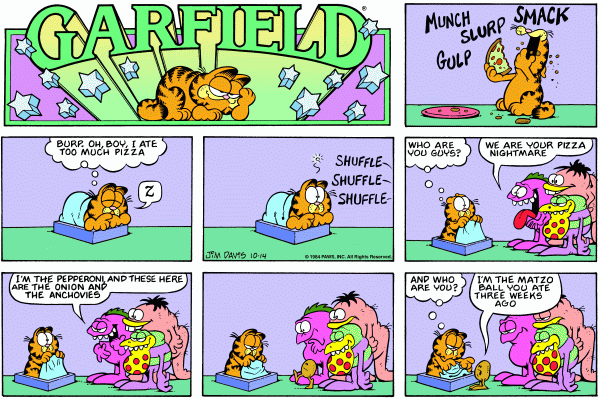 GARFIELD
®
MUNCH
SLURP
SMACK
GULP
BURP. OH, BOY, I ATE
TOO MUCH PIZZA
Z
SHUFFLE
SHUFFLE
SHUFFLE
JIM DAVIS 10-14
© 1984 PAWS, INC. All Rights Reserved.
WHO ARE
YOU GUYS?
WE ARE YOUR PIZZA
NIGHTMARE
I'M THE PEPPERONI, AND THESE HERE
ARE THE ONION AND
THE ANCHOVIES
AND WHO
ARE YOU?
I'M THE MATZO
BALL YOU ATE
THREE WEEKS
AGO